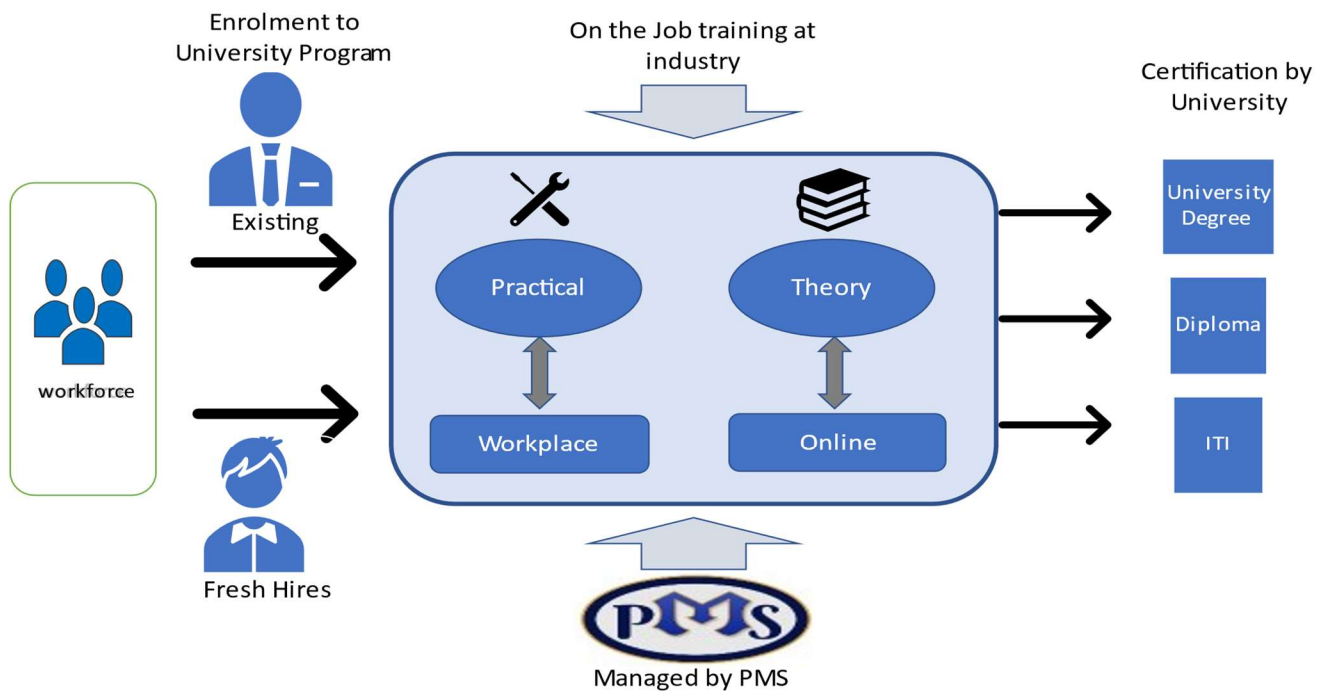 Enrolment to
University Program
Existing
workforce
Fresh Hires
On the Job training at
industry
Practical
Theory
Workplace
Online
PMS
Managed by PMS
Certification by
University
University
Degree
Diploma
ITI